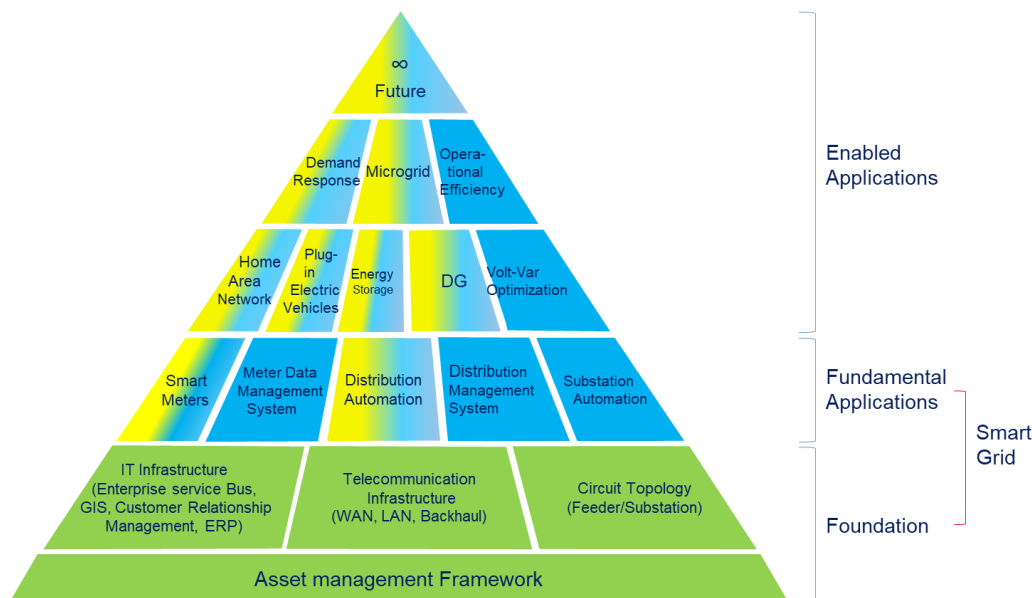 ∞
Future
Demand
Response
Microgrid
Opera-
tional
Efficiency
Enabled
Applications
Home
Area
Network
Plug-
in
Electric
Vehicles
Energy
Storage
DG
Volt-Var
Optimization
Smart
Meters
Meter Data
Management
System
Distribution
Automation
Distribution
Management
System
Substation
Automation
Fundamental
Applications
Smart
Grid
IT Infrastructure
(Enterprise service Bus,
GIS, Customer Relationship
Management, ERP)
Telecommunication
Infrastructure
(WAN, LAN, Backhaul)
Circuit Topology
(Feeder/Substation)
Foundation
Asset management Framework